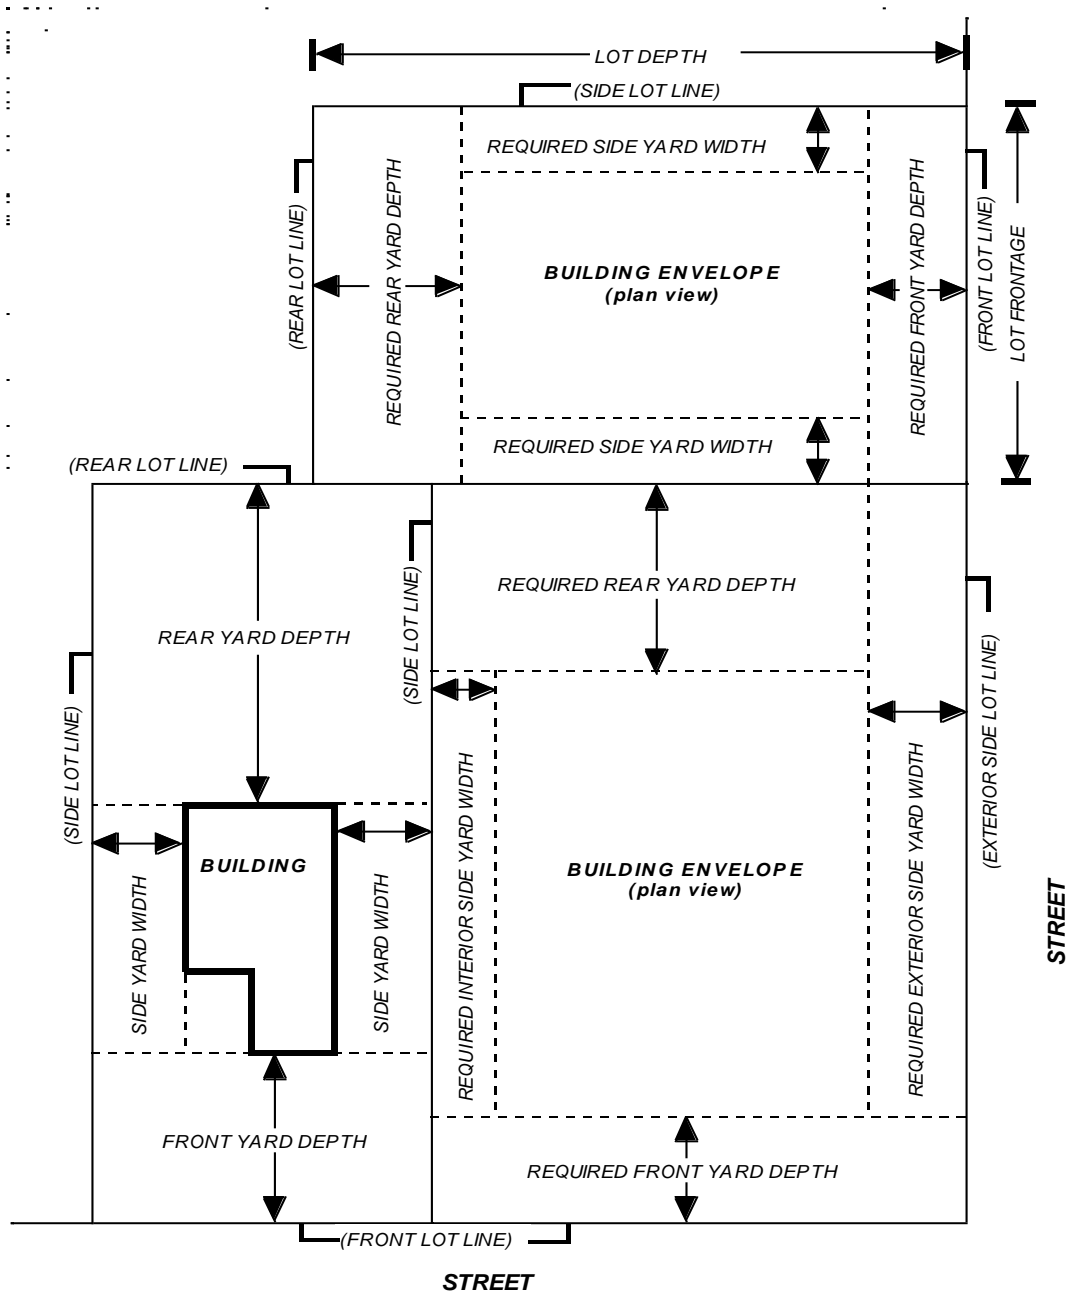 LOT DEPTH
(SIDE LOT LINE)
REQUIRED SIDE YARD WIDTH
(REAR LOT LINE)
REQUIRED REAR YARD DEPTH
BUILDING ENVELOPE
(plan view)
REQUIRED FRONT YARD DEPTH
(FRONT LOT LINE)
LOT FRONTAGE
REQUIRED SIDE YARD WIDTH
(REAR LOT LINE)
(SIDE LOT LINE)
REQUIRED REAR YARD DEPTH
REAR YARD DEPTH
(SIDE LOT LINE)
(EXTERIOR SIDE LOT LINE)
BUILDING
SIDE YARD WIDTH
SIDE YARD WIDTH
REQUIRED INTERIOR SIDE YARD WIDTH
BUILDING ENVELOPE
(plan view)
REQUIRED EXTERIOR SIDE YARD WIDTH
STREET
FRONT YARD DEPTH
REQUIRED FRONT YARD DEPTH
(FRONT LOT LINE)
STREET